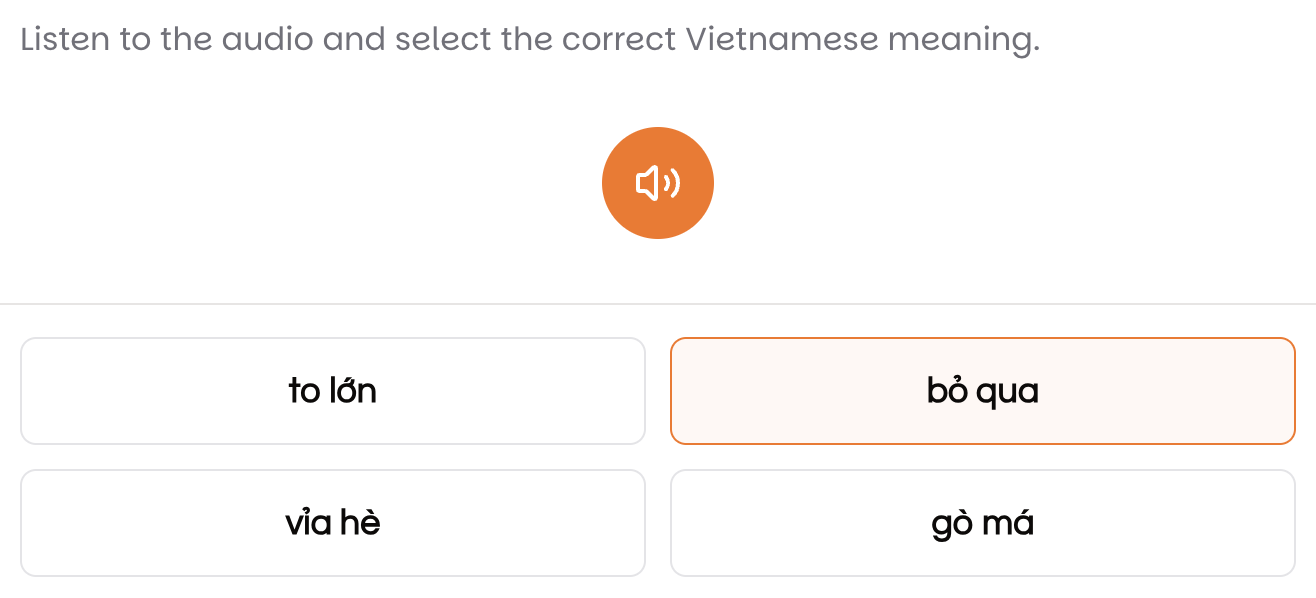 Listen to the audio and select the correct Vietnamese meaning.
to lớn
bỏ qua
vỉa hè
gò má